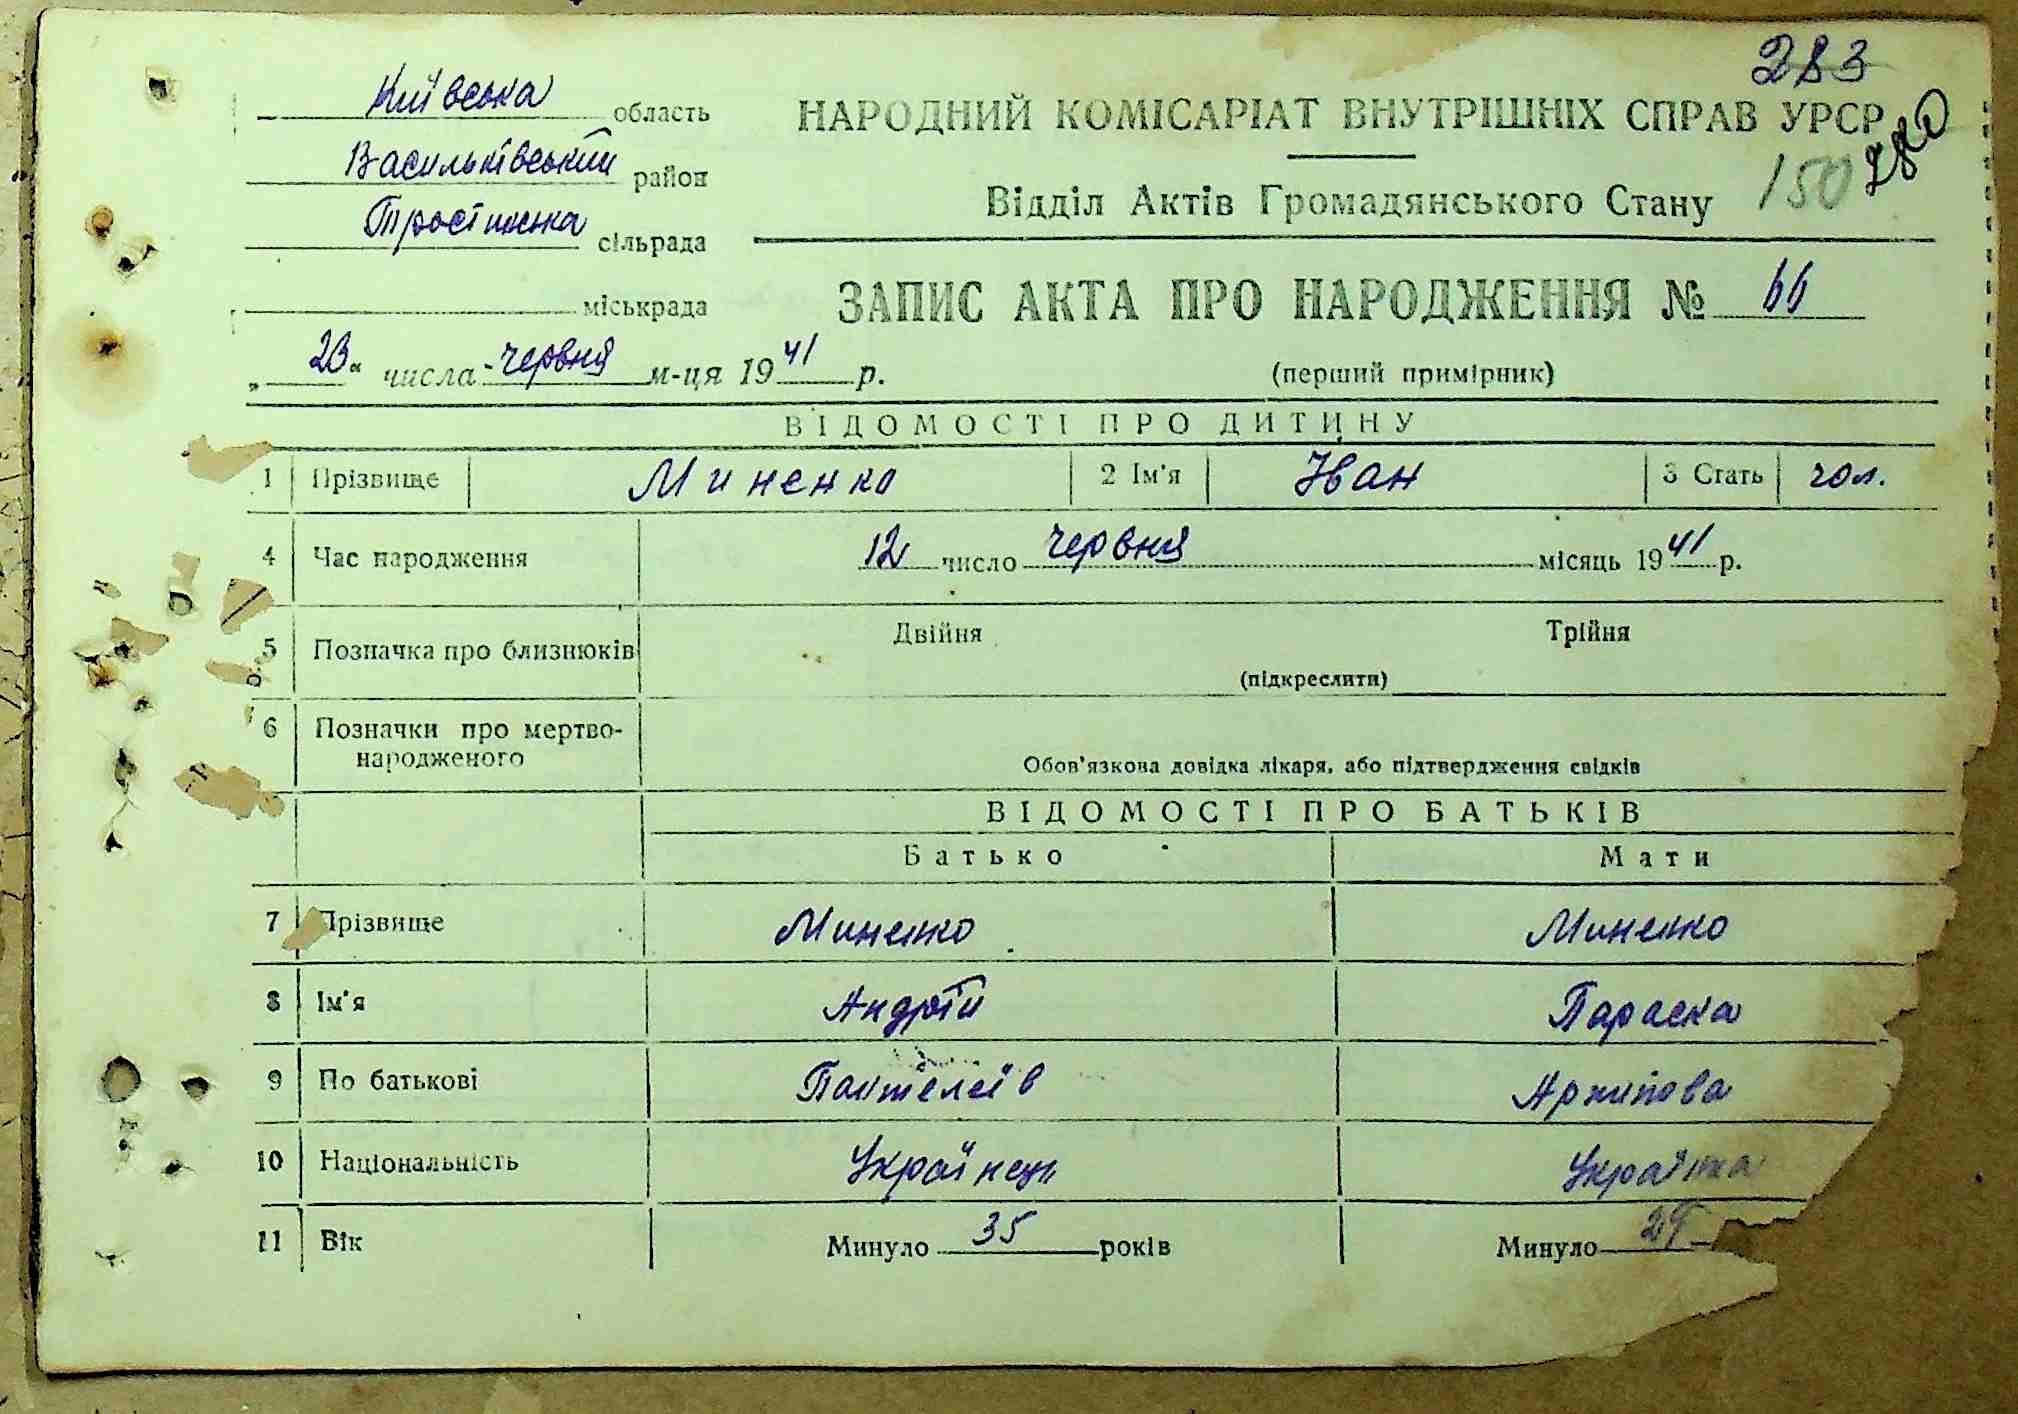 283
Київська область НАРОДНИЙ КОМІСАРІАТ ВНУТРІШНІХ СПРАВ УРСР
Васильківський район
Відділ Актів Громадянського Стану 150
Тростинська сільрада
міськрада ЗАПИС АКТА ПРО НАРОДЖЕННЯ № 66
„23“ числа червня м-ця 1941 р. (перший примірник)
ВІДОМОСТІ ПРО ДИТИНУ
1 Прізвище Миненко 2 Ім'я Іван 3 Стать чол.
4 Час народження 12 число червня місяць 1941 р.
5 Позначка про близнюків Двійня Трійня
(підкреслити)
6 Позначки про мертво-
народженого Обов'язкова довідка лікаря, або підтвердження свідків
ВІДОМОСТІ ПРО БАТЬКІВ
Батько Мати
7 Прізвище Миненко Миненко
8 Ім'я Андрій Параска
9 По батькові Пантелеїв Архипова
10 Національність Українець Українка
11 Вік Минуло 35 років Минуло